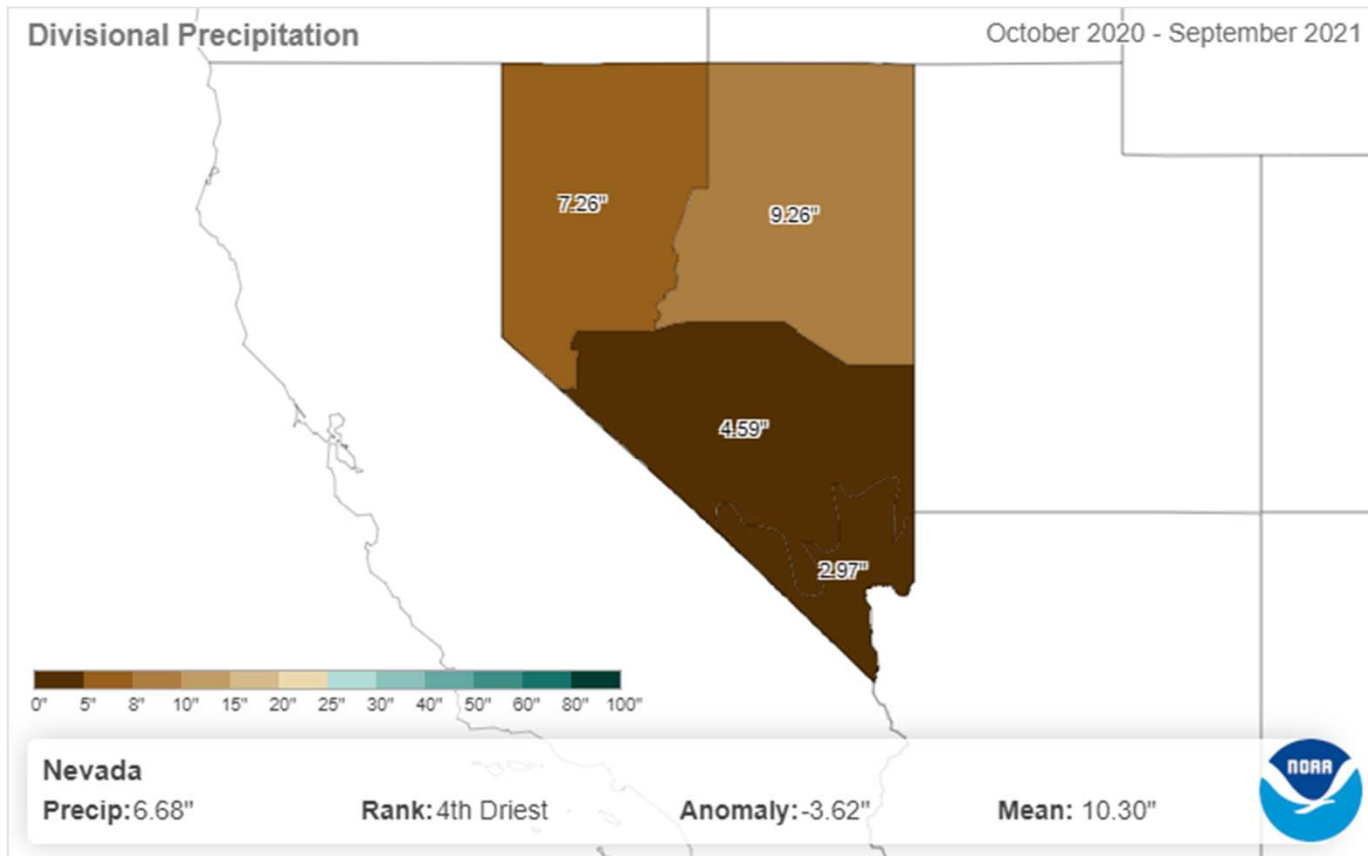 Divisional Precipitation
October 2020 - September 2021
7.26"
9.26"
4.59"
2.97"
0" 5" 8" 10" 15" 20" 25" 30" 40" 50" 60" 80" 100"
Nevada
Precip: 6.68" Rank: 4th Driest Anomaly: -3.62" Mean: 10.30"
NOAA